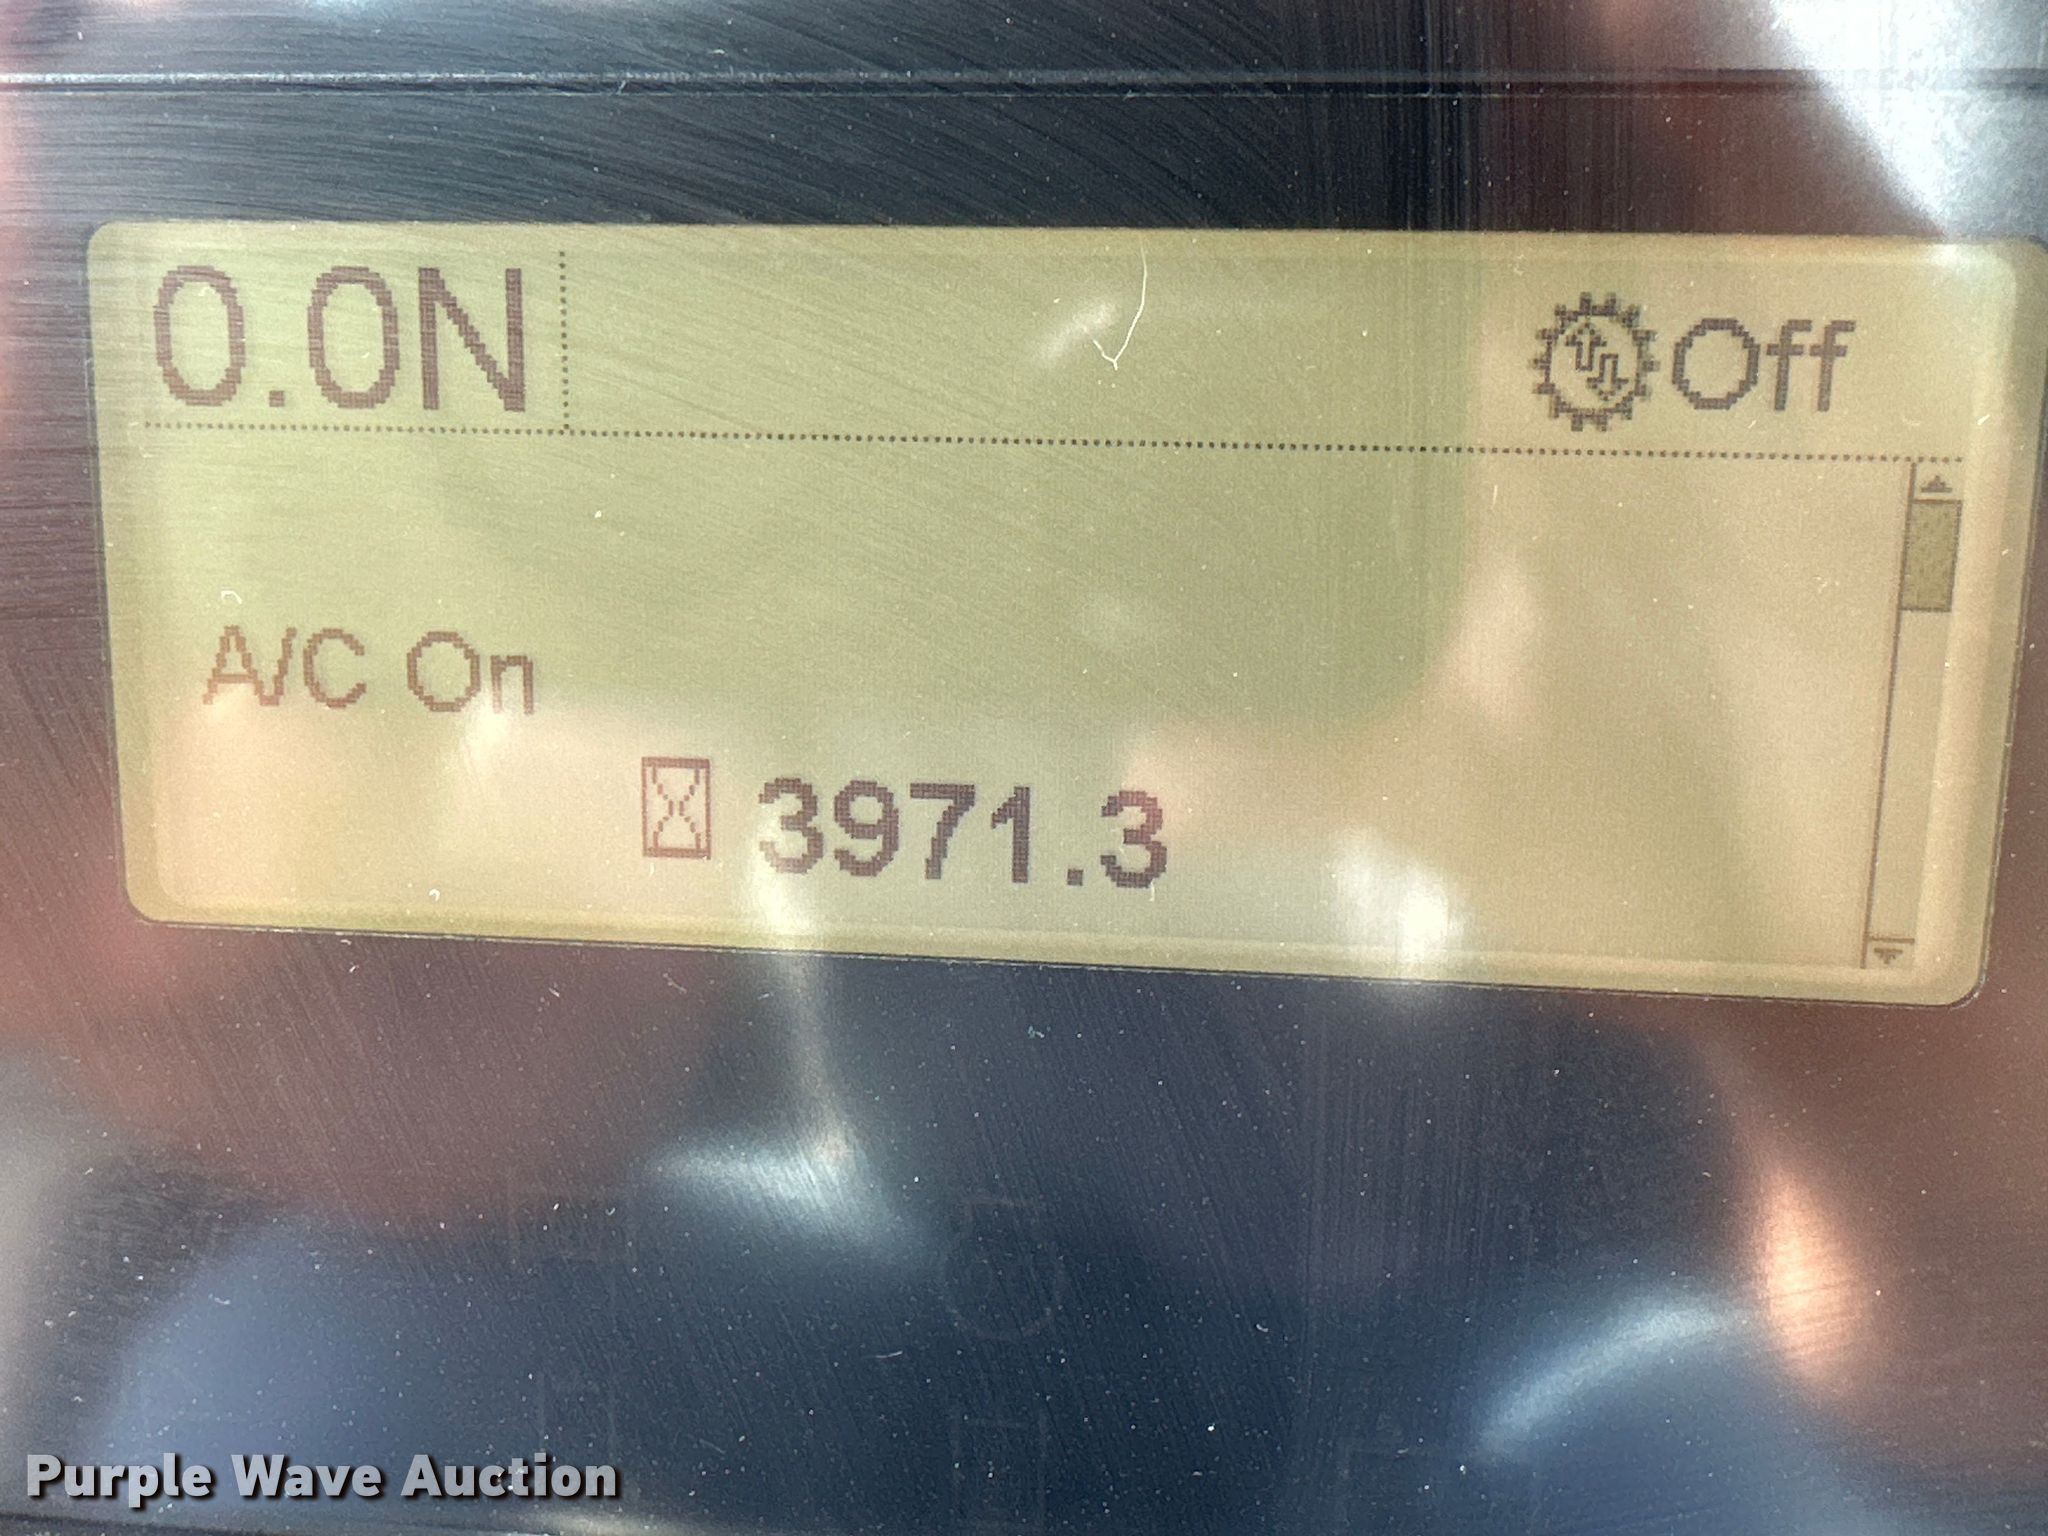 0.0N
Off
A/C On
3971.3
Purple Wave Auction